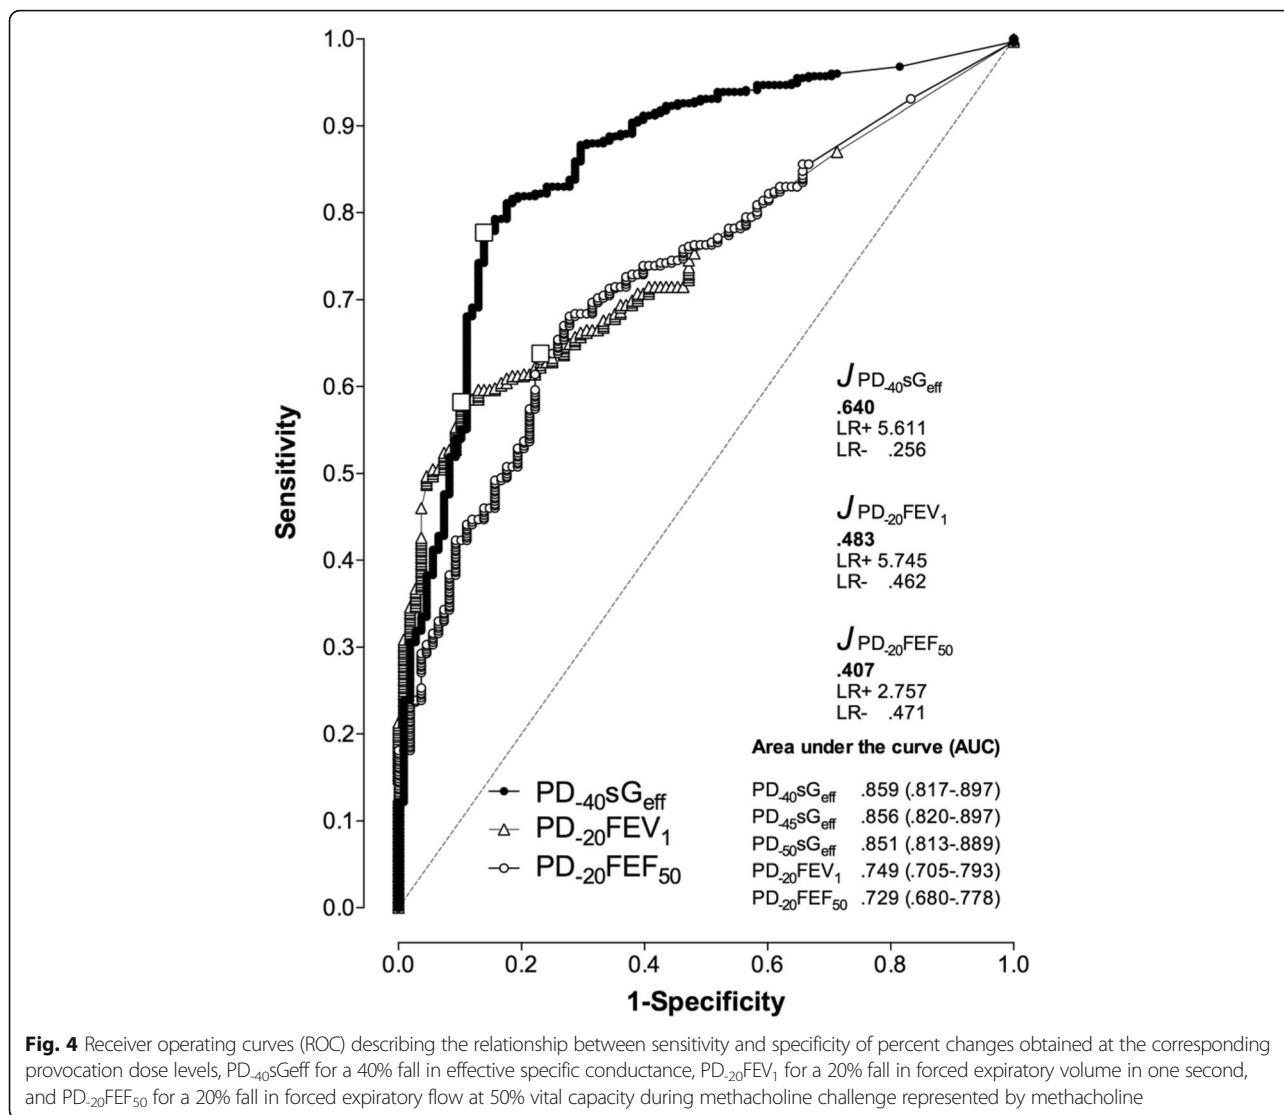 1.0
0.9
0.8
0.7
0.6
0.5
0.4
0.3
0.2
0.1
0.0
Sensitivity
J PD-40sGeff
.640
LR+ 5.611
LR- .256
J PD-20FEV1
.483
LR+ 5.745
LR- .462
J PD-20FEF50
.407
LR+ 2.757
LR- .471
PD-40sGeff
PD-20FEV1
PD-20FEF50
Area under the curve (AUC)
PD-40sGeff .859 (.817-.897)
PD-45sGeff .856 (.820-.897)
PD-50sGeff .851 (.813-.889)
PD-20FEV1 .749 (.705-.793)
PD-20FEF50 .729 (.680-.778)
0.0 0.2 0.4 0.6 0.8 1.0
1-Specificity
Fig. 4 Receiver operating curves (ROC) describing the relationship between sensitivity and specificity of percent changes obtained at the corresponding
provocation dose levels, PD-40sGeff for a 40% fall in effective specific conductance, PD-20FEV1 for a 20% fall in forced expiratory volume in one second,
and PD-20FEF50 for a 20% fall in forced expiratory flow at 50% vital capacity during methacholine challenge represented by methacholine